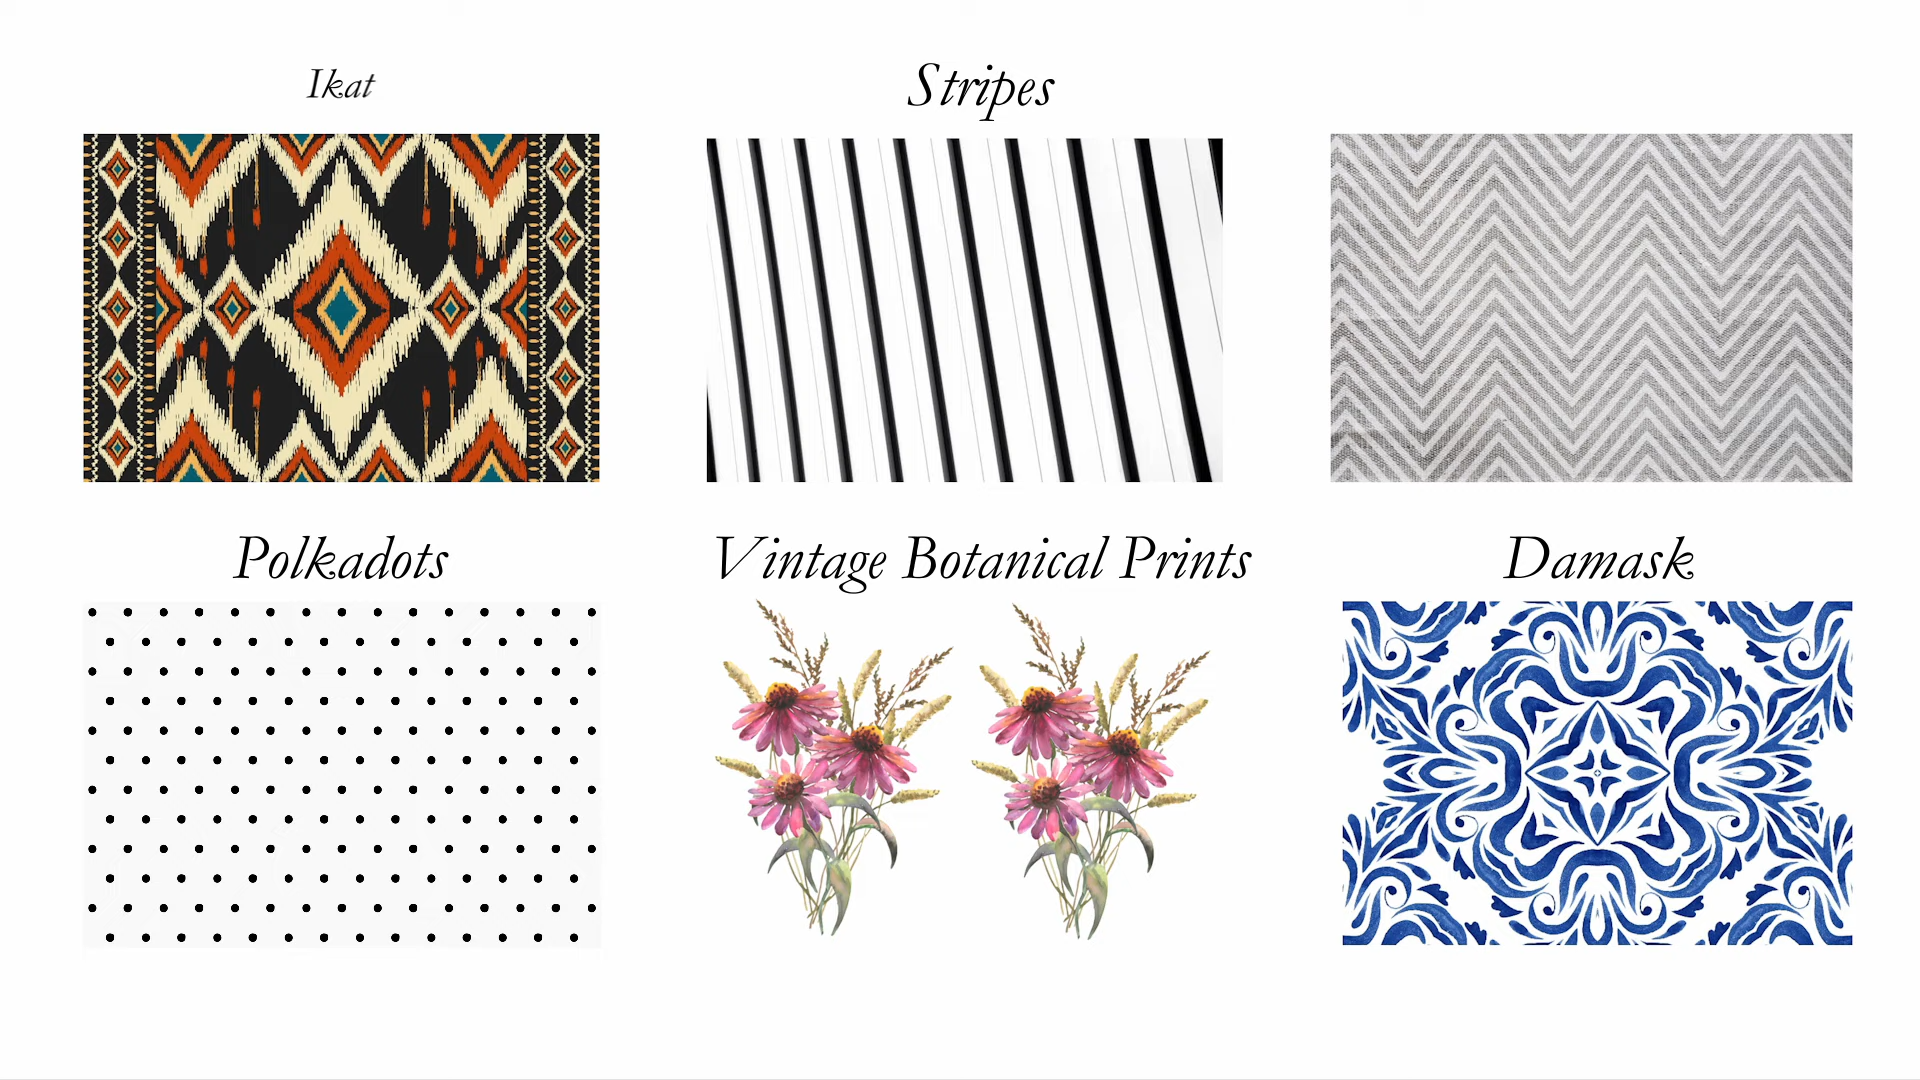 Ikat
Stripes
Polkadots
Vintage Botanical Prints
Damask